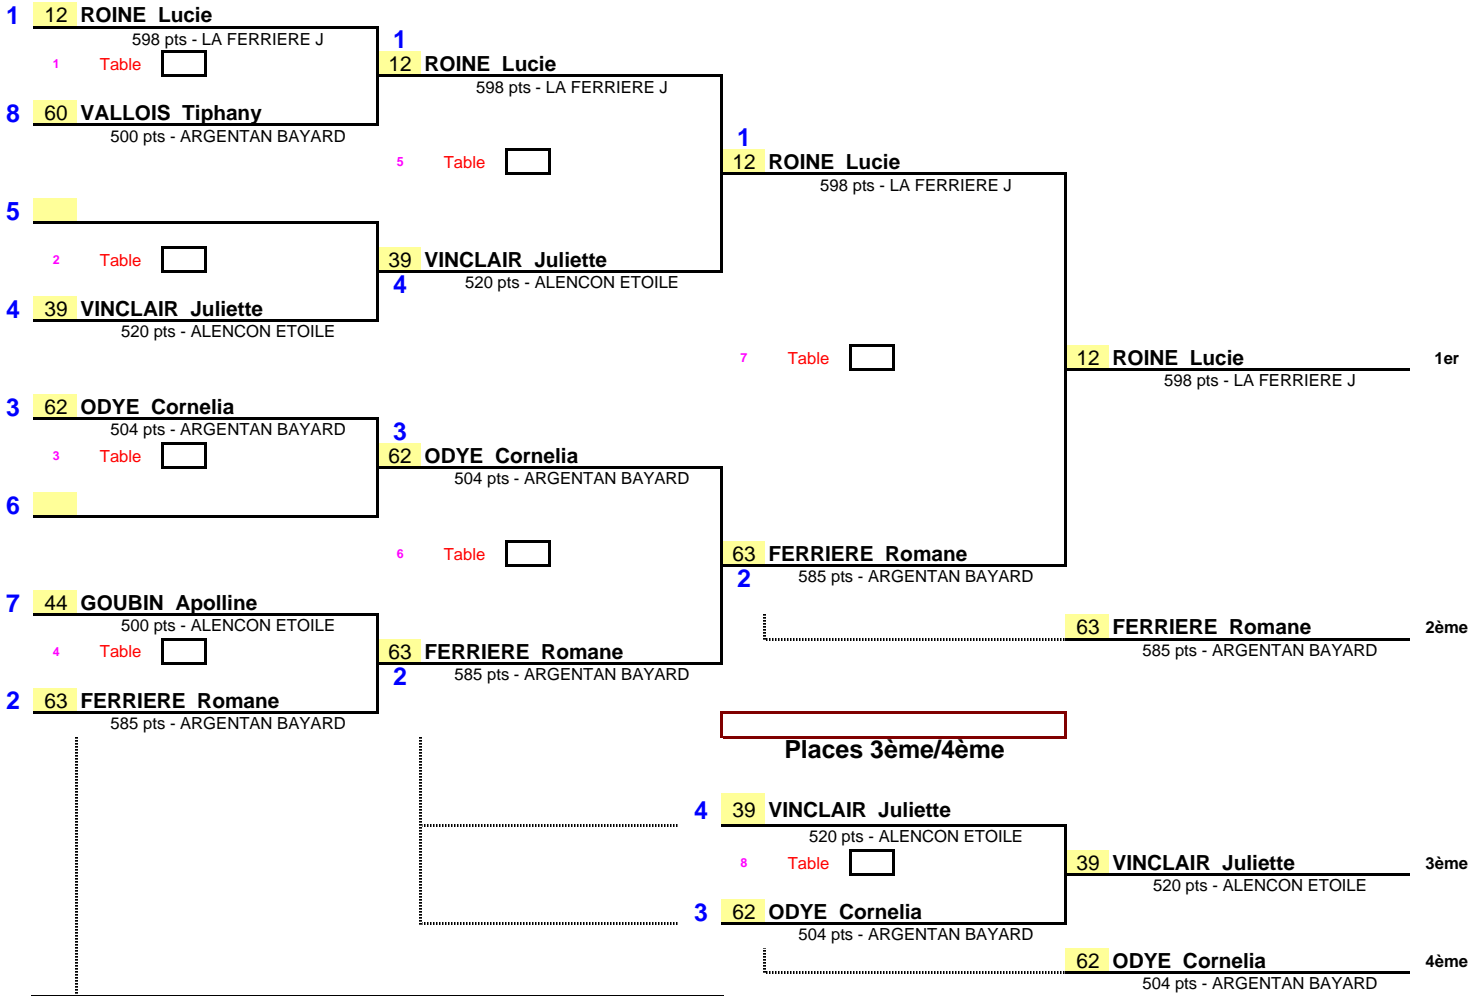 1 12 ROINE Lucie
598 pts - LA FERRIERE J
1 Table
8 60 VALLOIS Tiphany
500 pts - ARGENTAN BAYARD
5
2 Table
4 39 VINCLAIR Juliette
520 pts - ALENCON ETOILE
3 62 ODYE Cornelia
504 pts - ARGENTAN BAYARD
3 Table
6
7 44 GOUBIN Apolline
500 pts - ALENCON ETOILE
4 Table
2 63 FERRIERE Romane
585 pts - ARGENTAN BAYARD
1
12 ROINE Lucie
598 pts - LA FERRIERE J
5 Table
39 VINCLAIR Juliette
4 520 pts - ALENCON ETOILE
3
62 ODYE Cornelia
504 pts - ARGENTAN BAYARD
6 Table
63 FERRIERE Romane
2 585 pts - ARGENTAN BAYARD
1
12 ROINE Lucie
598 pts - LA FERRIERE J
7 Table
63 FERRIERE Romane
2 585 pts - ARGENTAN BAYARD
12 ROINE Lucie 1er
598 pts - LA FERRIERE J
63 FERRIERE Romane 2ème
585 pts - ARGENTAN BAYARD
Places 3ème/4ème
4 39 VINCLAIR Juliette
520 pts - ALENCON ETOILE
8 Table
3 62 ODYE Cornelia
504 pts - ARGENTAN BAYARD
39 VINCLAIR Juliette 3ème
520 pts - ALENCON ETOILE
62 ODYE Cornelia 4ème
504 pts - ARGENTAN BAYARD